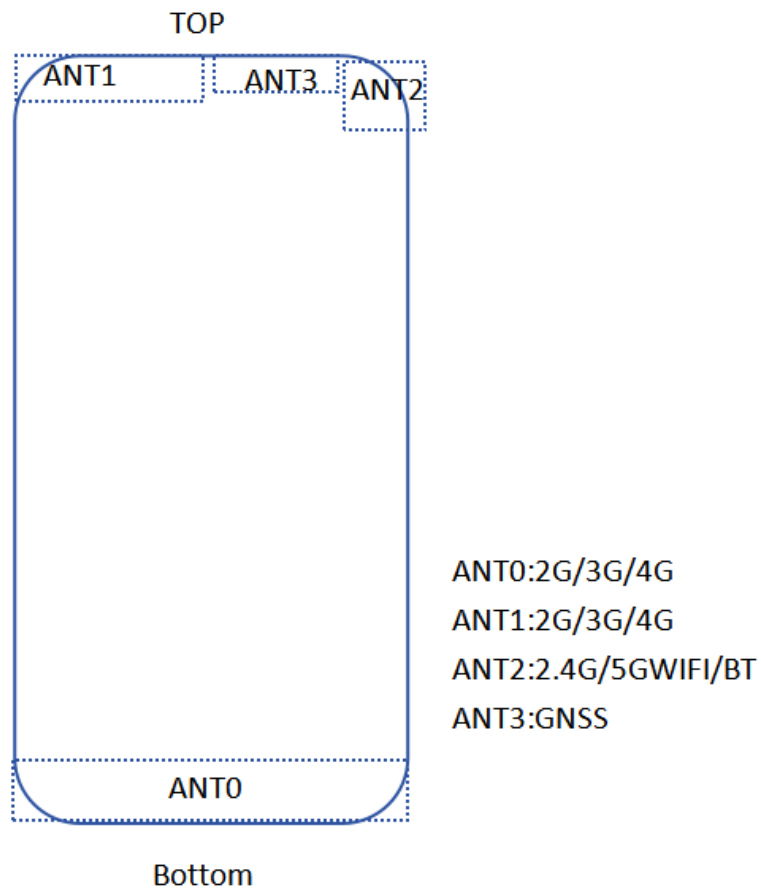 TOP
ANT1
ANT3
ANT2
ANT0:2G/3G/4G
ANT1:2G/3G/4G
ANT2:2.4G/5GWIFI/BT
ANT3:GNSS
ANT0
Bottom